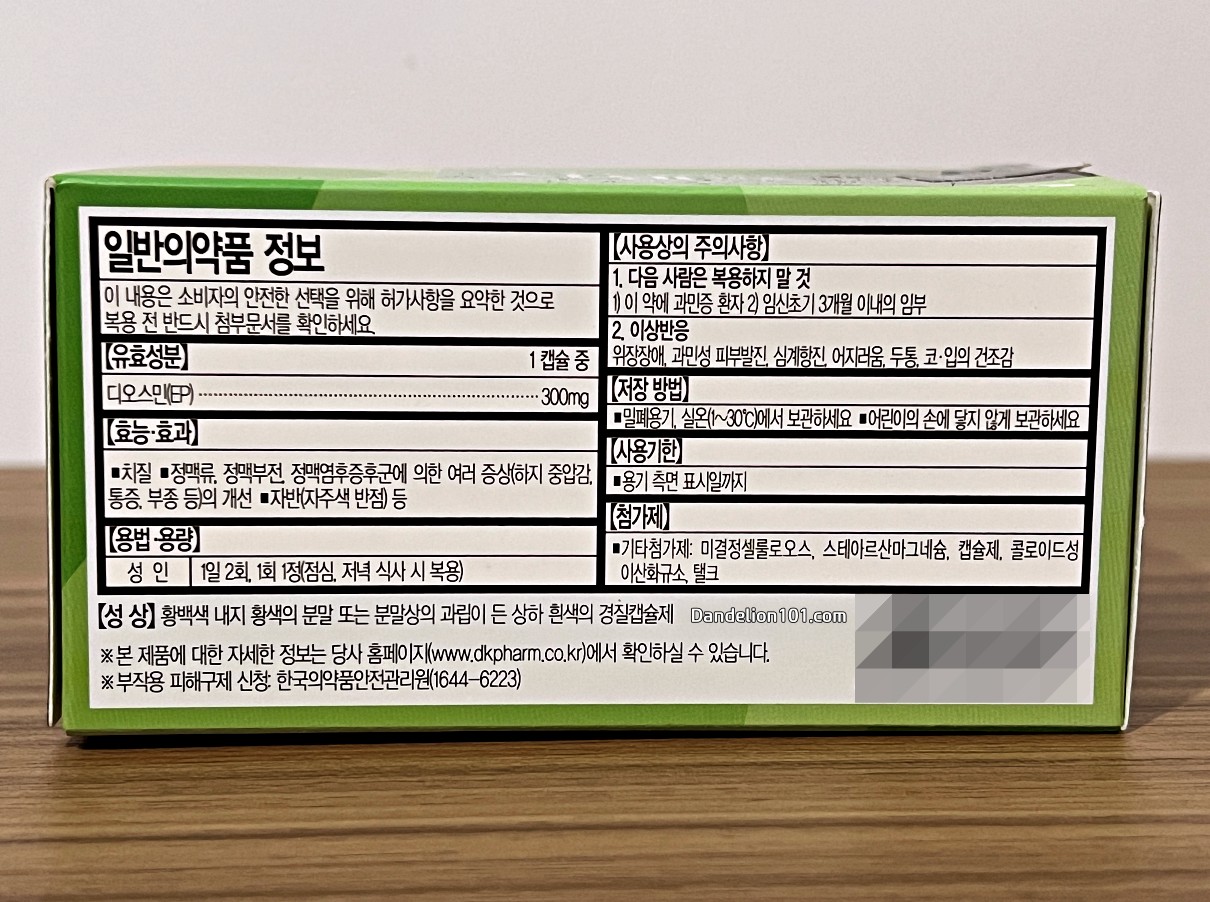 일반의약품 정보
이 내용은 소비자의 안전한 선택을 위해 허가사항을 요약한 것으로
복용 전 반드시 첨부문서를 확인하세요.
【유효성분】 1 캡슐 중
디오스민(EP) 300mg
【효능·효과】
■치질 ■정맥류, 정맥부전, 정맥염후증후군에 의한 여러 증상(하지 중압감,
통증, 부종 등)의 개선 ■자반(자주색 반점) 등
【용법·용량】
성 인 1일 2회, 1회 1정(점심, 저녁 식사 시 복용)
【사용상의 주의사항】
1. 다음 사람은 복용하지 말 것
1) 이 약에 과민증 환자 2) 임신초기 3개월 이내의 임부
2. 이상반응
위장장애, 과민성 피부발진, 심계항진, 어지러움, 두통, 코·입의 건조감
【저장 방법】
■밀폐용기, 실온(1~30℃)에서 보관하세요 ■어린이의 손에 닿지 않게 보관하세요
【사용기한】
■용기 측면 표시일까지
【첨가제】
■기타첨가제: 미결정셀룰로오스, 스테아르산마그네슘, 캡슐제, 콜로이드성
이산화규소, 탤크
【성 상】 황백색 내지 황색의 분말 또는 분말상의 과립이 든 상하 흰색의 경질캡슐제
Dandelion101.com
※본 제품에 대한 자세한 정보는 당사 홈페이지(www.dkpharm.co.kr)에서 확인하실 수 있습니다.
※부작용 피해구제 신청: 한국의약품안전관리원(1644-6223)